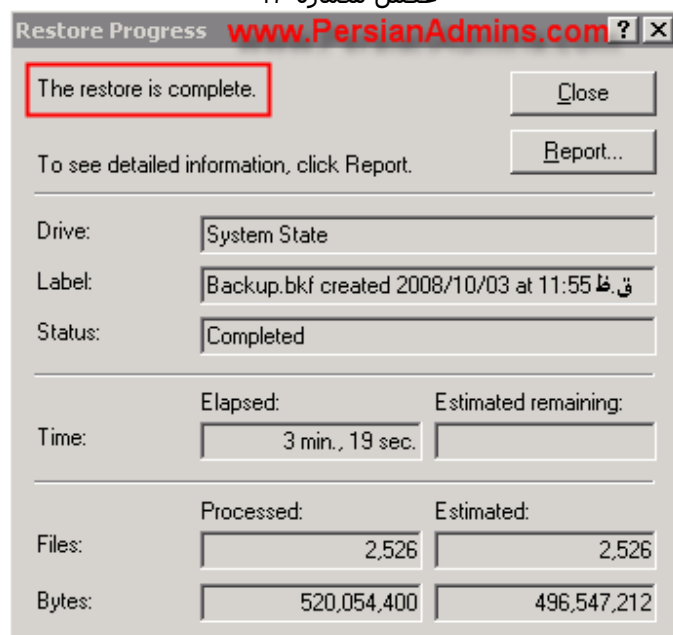 Restore Progress www.PersianAdmins.com
The restore is complete.
Close
To see detailed information, click Report.
Report...
Drive: System State
Label: Backup.bkf created 2008/10/03 at 11:55 ق.ظ
Status: Completed
Elapsed: Estimated remaining:
Time: 3 min., 19 sec.
Processed: Estimated:
Files: 2,526 2,526
Bytes: 520,054,400 496,547,212